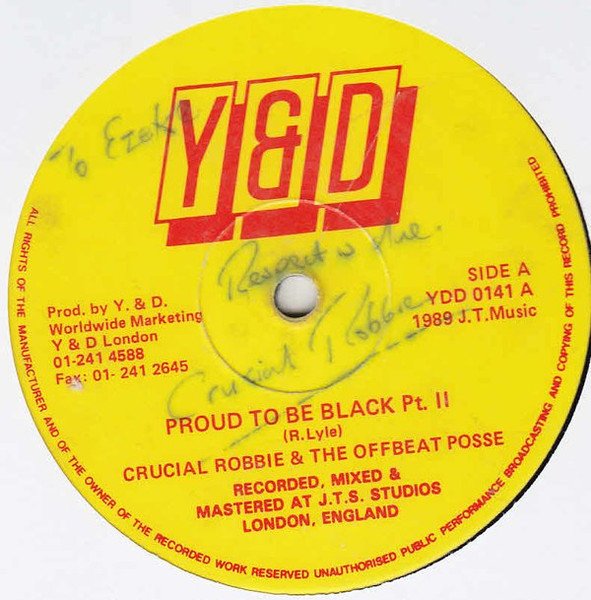 Y&D
To
Respect
Crucial Robbie
SIDE A
YDD 0141 A
1989 J.T.Music
Prod. by Y. & D.
Worldwide Marketing
Y & D London
01-241 4588
Fax: 01- 241 2645
PROUD TO BE BLACK Pt. II
(R.Lyle)
CRUCIAL ROBBIE & THE OFFBEAT POSSE
RECORDED, MIXED &
MASTERED AT J.T.S. STUDIOS
LONDON, ENGLAND
ALL RIGHTS OF THE MANUFACTURER AND OF THE OWNER OF THE RECORDED WORK RESERVED UNAUTHORISED PUBLIC PERFORMANCE BROADCASTING AND COPYING OF THIS RECORD PROHIBITED